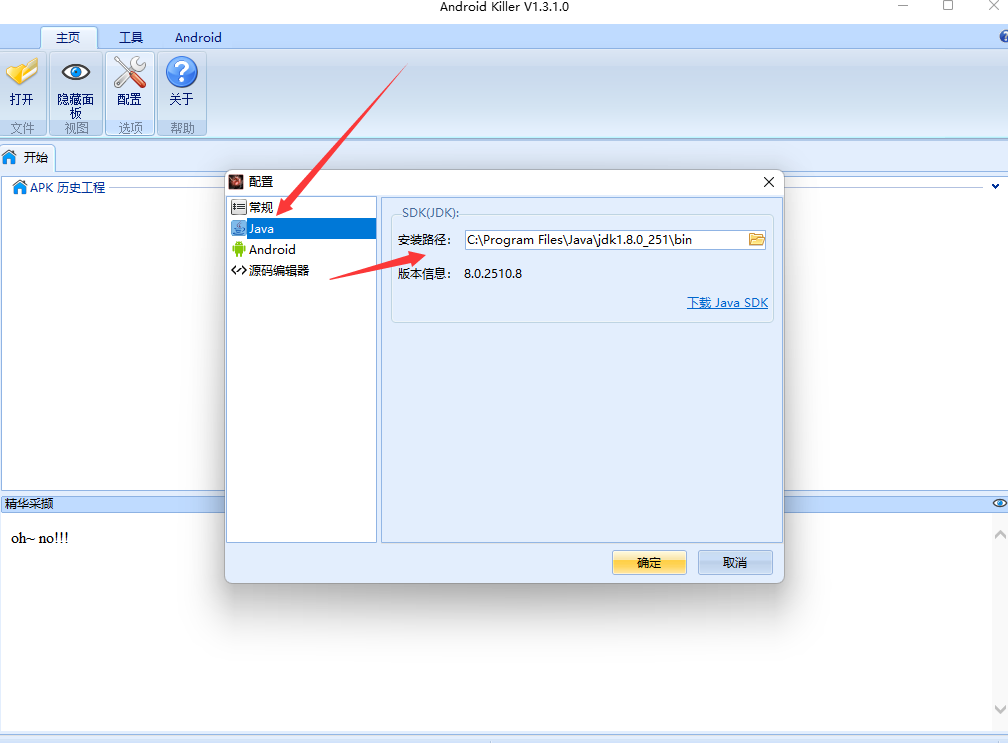 Android Killer V1.3.1.0
主页 工具 Android
打开 隐藏面板 配置 关于
文件 视图 选项 帮助
开始
APK 历史工程
配置
常规
Java
Android
源码编辑器
SDK(JDK):
安装路径: C:\Program Files\Java\jdk1.8.0_251\bin
版本信息: 8.0.2510.8
下载 Java SDK
确定 取消
精华采撷
oh~ no!!!